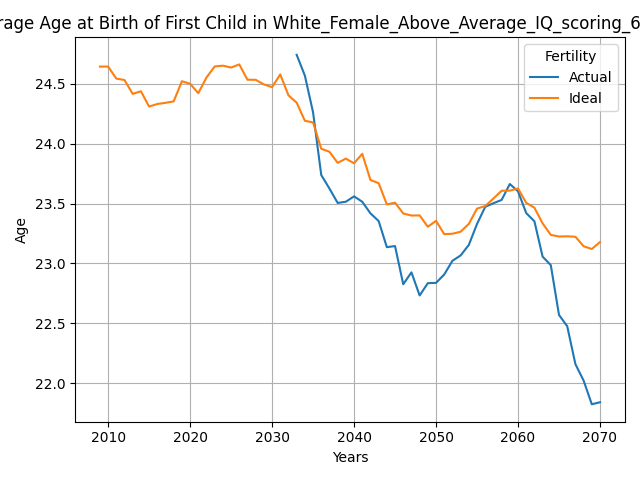 rage Age at Birth of First Child in White_Female_Above_Average_IQ_scoring_6
Fertility
Actual
Ideal
Age
24.5
24.0
23.5
23.0
22.5
22.0
2010 2020 2030 2040 2050 2060 2070
Years